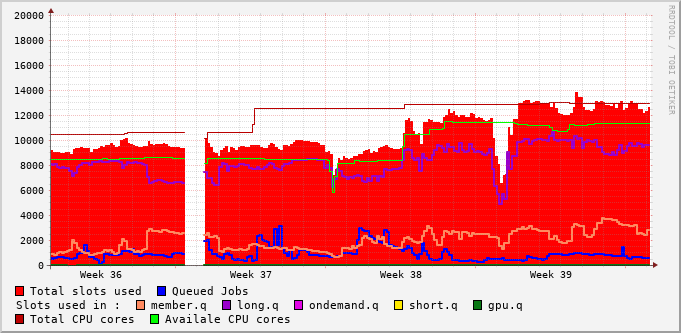 20000
18000
16000
14000
12000
10000
8000
6000
4000
2000
0
Week 36 Week 37 Week 38 Week 39
RRDTOOL / TOBI OETIKER
Total slots used Queued Jobs
Slots used in : member.q long.q ondemand.q short.q gpu.q
Total CPU cores Availale CPU cores